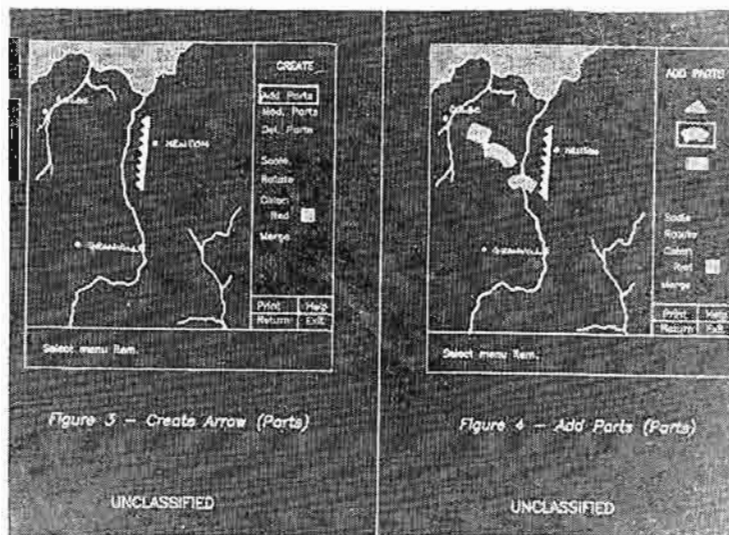 CREATE
Add Parts
Mod. Parts
Del. Parts
Scale
Rotate
Color:
Red
Merge
Print Help
Return Exit
Select menu item.
Figure 3 - Create Arrow (Parts)
UNCLASSIFIED
ADD PARTS
Scale
Rotate
Color:
Red
Merge
Print Help
Return Exit
Select menu item.
Figure 4 - Add Parts (Parts)
UNCLASSIFIED